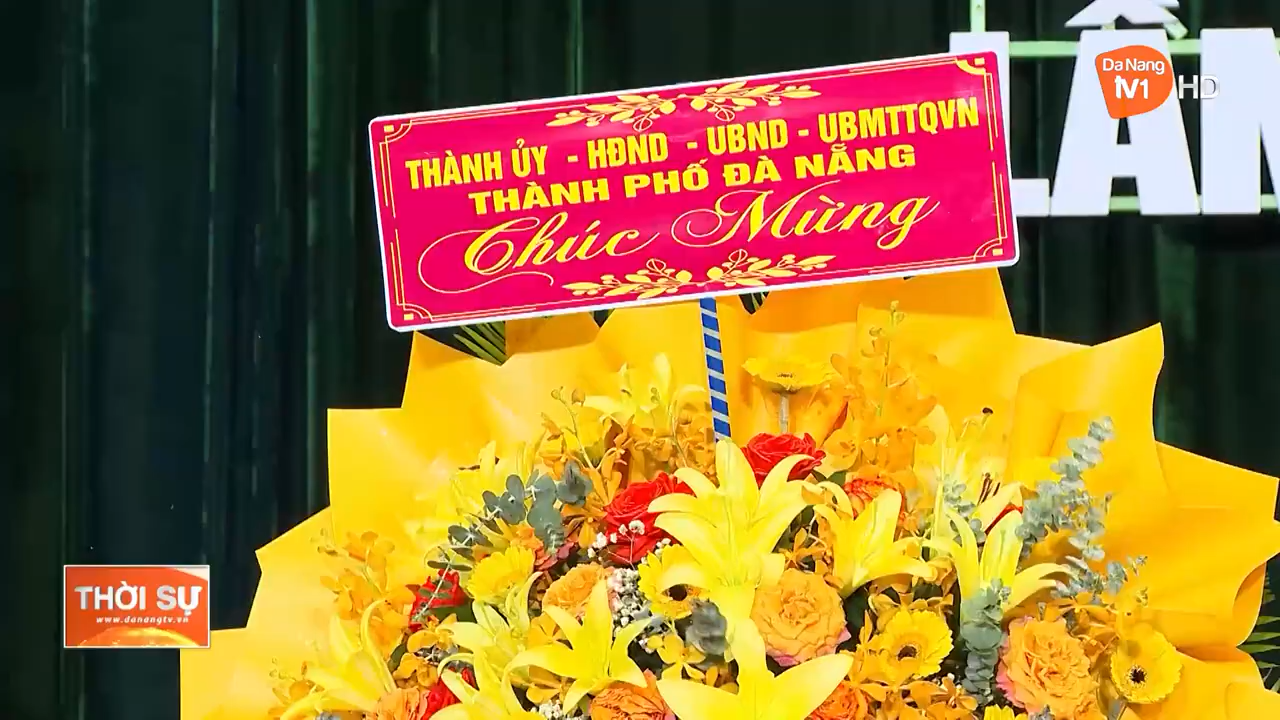 LẦN
Da Nang
TV1 HD
THÀNH ỦY - HĐND - UBND - UBMTTQVN
THÀNH PHỐ ĐÀ NẴNG
Chúc Mừng
THỜI SỰ
www.danangtv.vn